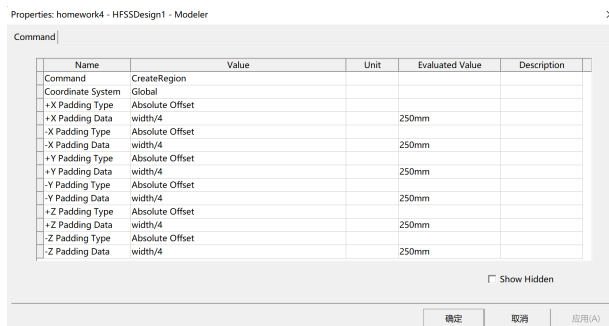 Properties: homework4 - HFSSDesign1 - Modeler
Command
Name Value Unit Evaluated Value Description
Command CreateRegion
Coordinate System Global
+X Padding Type Absolute Offset
+X Padding Data width/4 250mm
-X Padding Type Absolute Offset
-X Padding Data width/4 250mm
+Y Padding Type Absolute Offset
+Y Padding Data width/4 250mm
-Y Padding Type Absolute Offset
-Y Padding Data width/4 250mm
+Z Padding Type Absolute Offset
+Z Padding Data width/4 250mm
-Z Padding Type Absolute Offset
-Z Padding Data width/4 250mm
Show Hidden
确定 取消 应用(A)